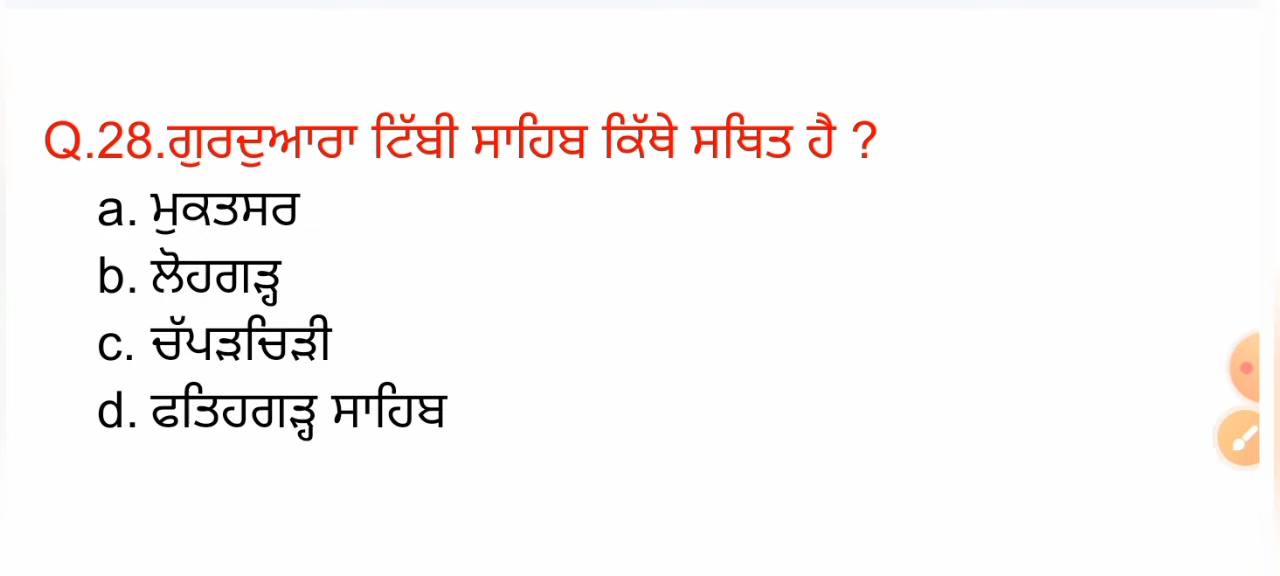 Q.28.ਗੁਰਦੁਆਰਾ ਟਿੱਬੀ ਸਾਹਿਬ ਕਿੱਥੇ ਸਥਿਤ ਹੈ ?
a. ਮੁਕਤਸਰ
b. ਲੋਹਗੜ੍ਹ
c. ਚੱਪੜਚਿੜੀ
d. ਫਤਿਹਗੜ੍ਹ ਸਾਹਿਬ